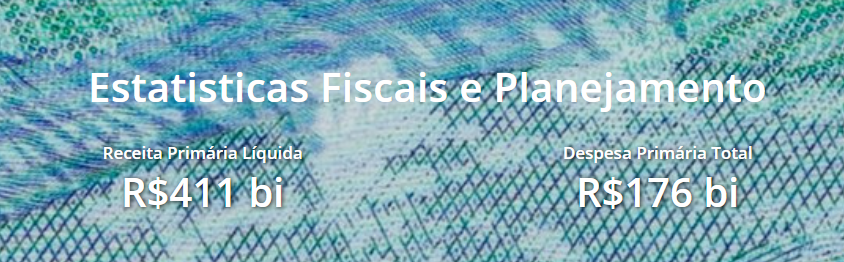 Estatisticas Fiscais e Planejamento
Receita Primária Líquida
Despesa Primária Total
R$411 bi
R$176 bi